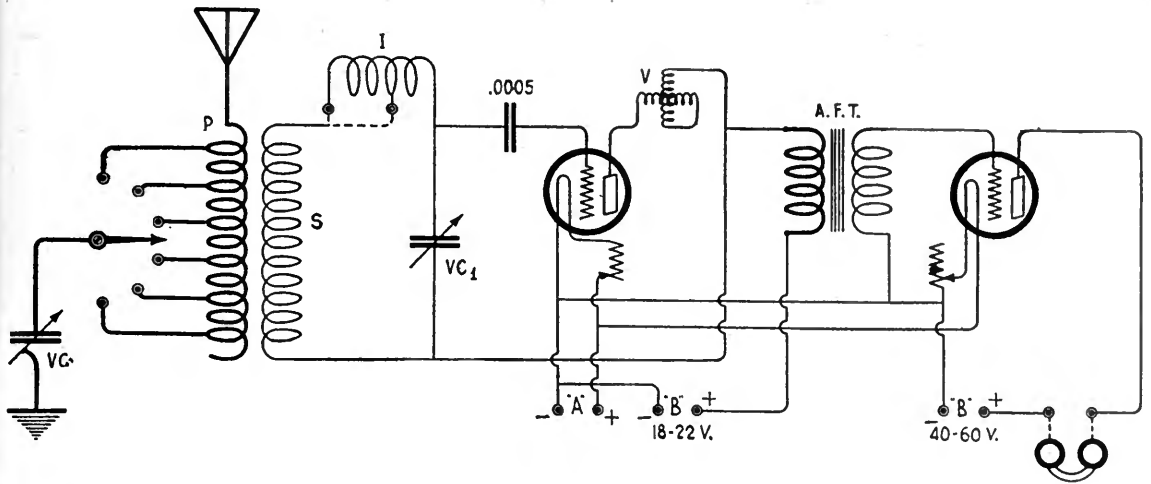 I
.0005
V
A.F.T.
P
S
VC1
VC
- "A" +
- "B" +
18-22 V.
- "B" +
40-60 V.